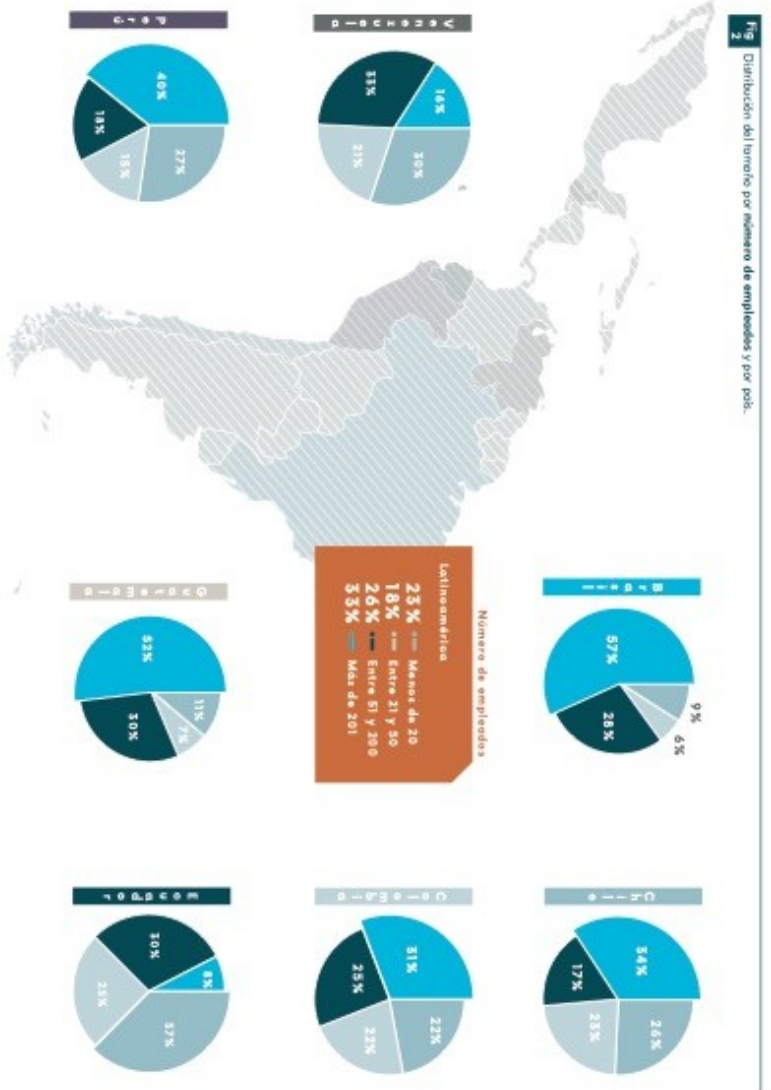 Fig 2
Distribución del tamaño por número de empleados y por país.
Brasil
57%
9%
6%
28%
Chile
34%
26%
23%
17%
Número de empleados
Latinoamérica
23% Menos de 20
18% Entre 21 y 50
26% Entre 51 y 200
33% Más de 201
Venezuela
16%
30%
21%
33%
Colombia
31%
22%
22%
25%
Perú
40%
27%
15%
18%
Guatemala
52%
11%
7%
30%
Ecuador
8%
37%
25%
30%